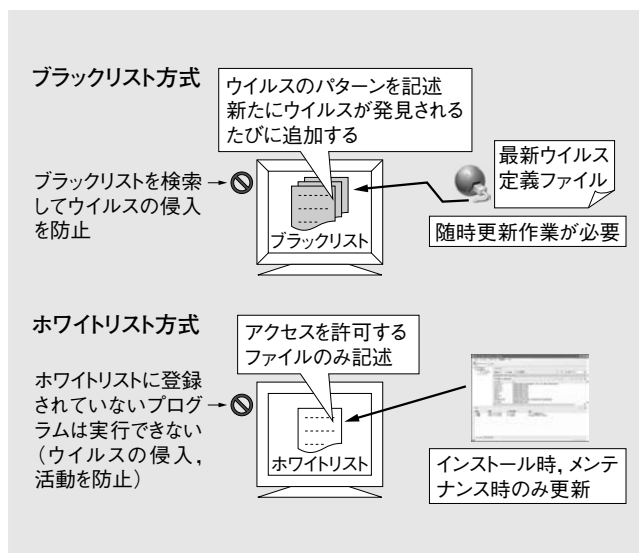 ブラックリスト方式
ウイルスのパターンを記述
新たにウイルスが発見される
たびに追加する
ブラックリストを検索
してウイルスの侵入
を防止
ブラックリスト
最新ウイルス
定義ファイル
随時更新作業が必要
ホワイトリスト方式
アクセスを許可する
ファイルのみ記述
ホワイトリストに登録
されていないプログ
ラムは実行できない
（ウイルスの侵入，
活動を防止）
ホワイトリスト
インストール時，メンテ
ナンス時のみ更新